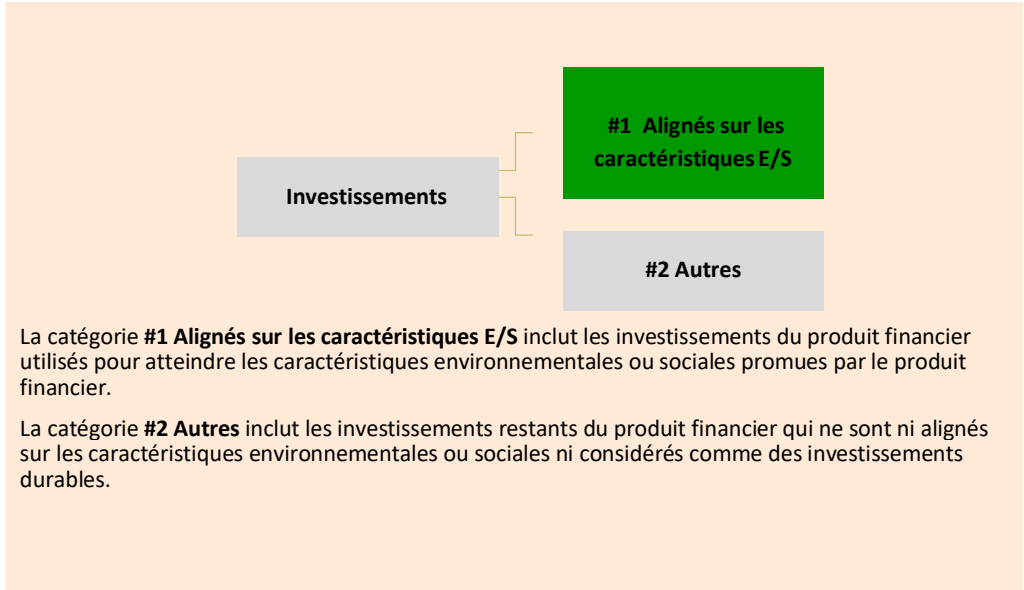 #1 Alignés sur les
caractéristiques E/S
Investissements
#2 Autres
La catégorie #1 Alignés sur les caractéristiques E/S inclut les investissements du produit financier
utilisés pour atteindre les caractéristiques environnementales ou sociales promues par le produit
financier.
La catégorie #2 Autres inclut les investissements restants du produit financier qui ne sont ni alignés
sur les caractéristiques environnementales ou sociales ni considérés comme des investissements
durables.